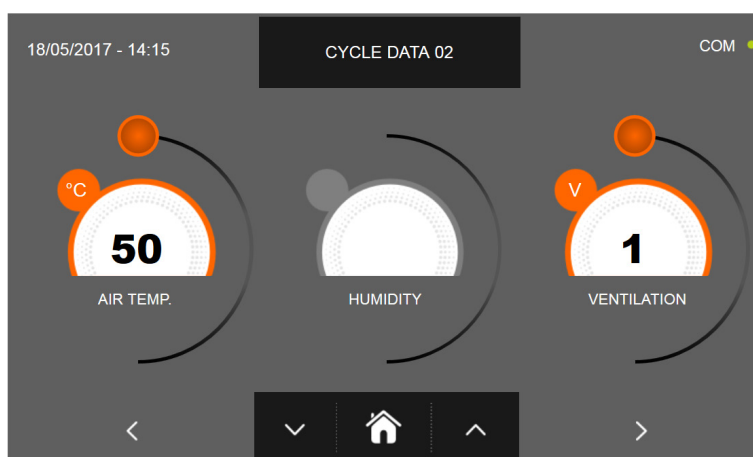 18/05/2017 - 14:15
CYCLE DATA 02
COM
°C
50
AIR TEMP.
HUMIDITY
V
1
VENTILATION